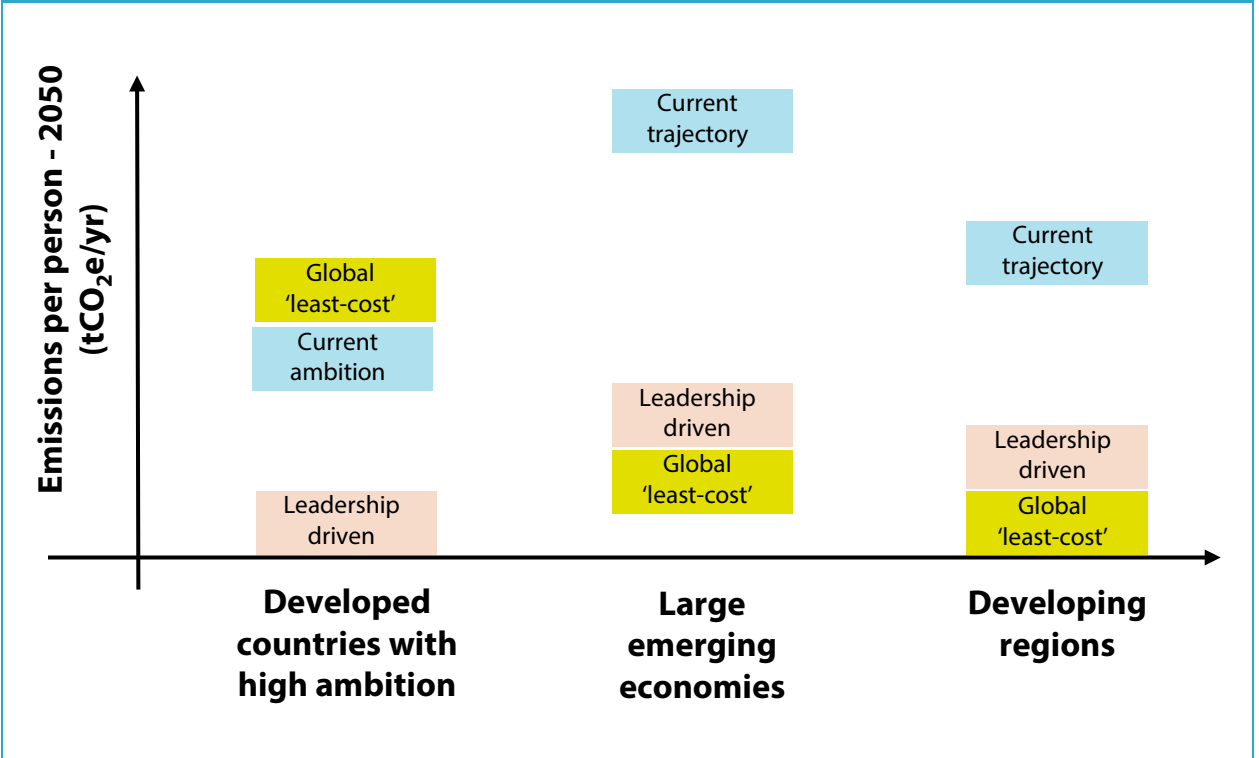 Emissions per person - 2050
(tCO₂e/yr)
Global
‘least-cost’
Current
ambition
Leadership
driven
Developed
countries with
high ambition
Current
trajectory
Leadership
driven
Global
‘least-cost’
Large
emerging
economies
Current
trajectory
Leadership
driven
Global
‘least-cost’
Developing
regions